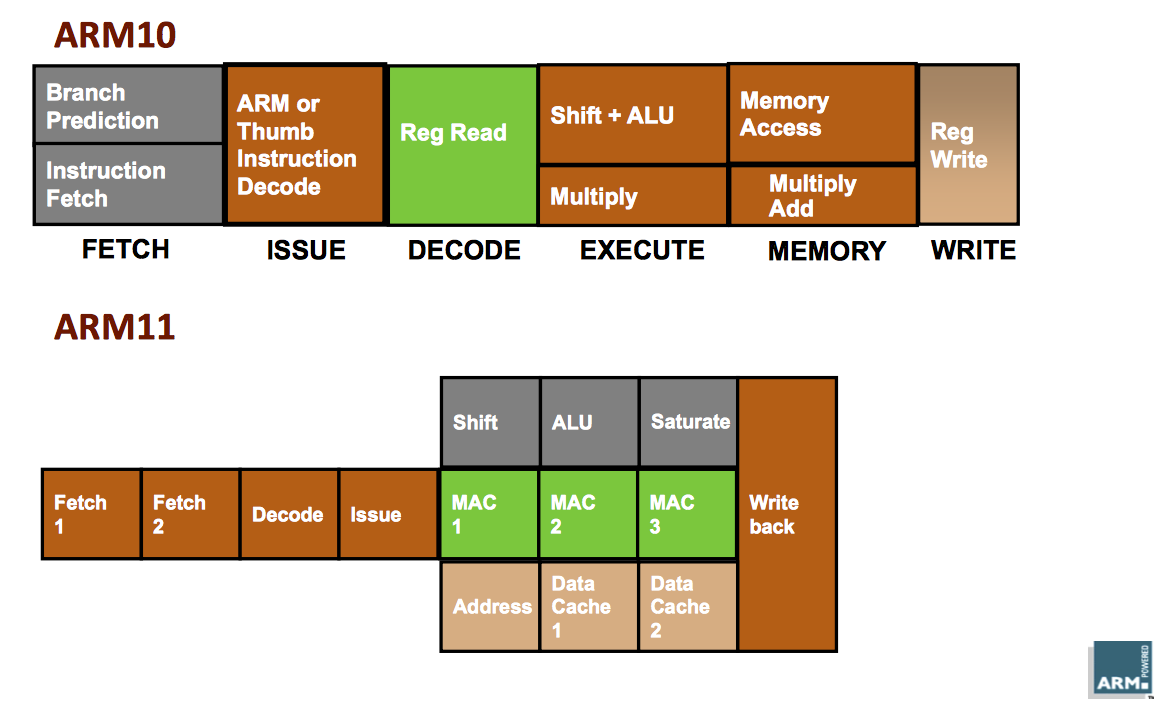 ARM10
Branch
Prediction
Instruction
Fetch
ARM or
Thumb
Instruction
Decode
Reg Read
Shift + ALU
Multiply
Memory
Access
Multiply
Add
Reg
Write
FETCH
ISSUE
DECODE
EXECUTE
MEMORY
WRITE
ARM11
Shift
ALU
Saturate
Fetch
1
Fetch
2
Decode
Issue
MAC
1
MAC
2
MAC
3
Write
back
Address
Data
Cache
1
Data
Cache
2
ARM
POWERED
TM